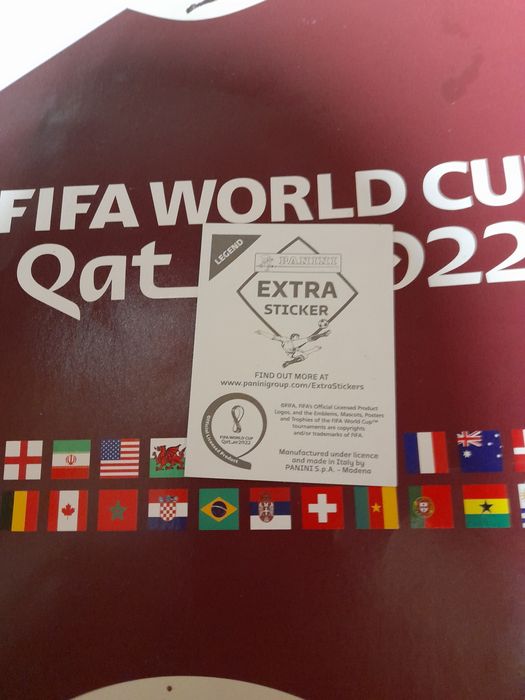 FIFA WORLD CU
Qat 022
LEGEND
PANINI
EXTRA
STICKER
FIND OUT MORE AT
www.paninigroup.com/ExtraStickers
©FIFA, FIFA's Official Licensed Product
Logos, and the Emblems, Mascots, Posters
and Trophies of the FIFA World Cup™
tournaments are copyrights
and/or trademarks of FIFA.
FIFA WORLD CUP
Qatar2022
Official Licensed Product
Manufactured under licence
and made in Italy by
PANINI S.p.A. - Modena